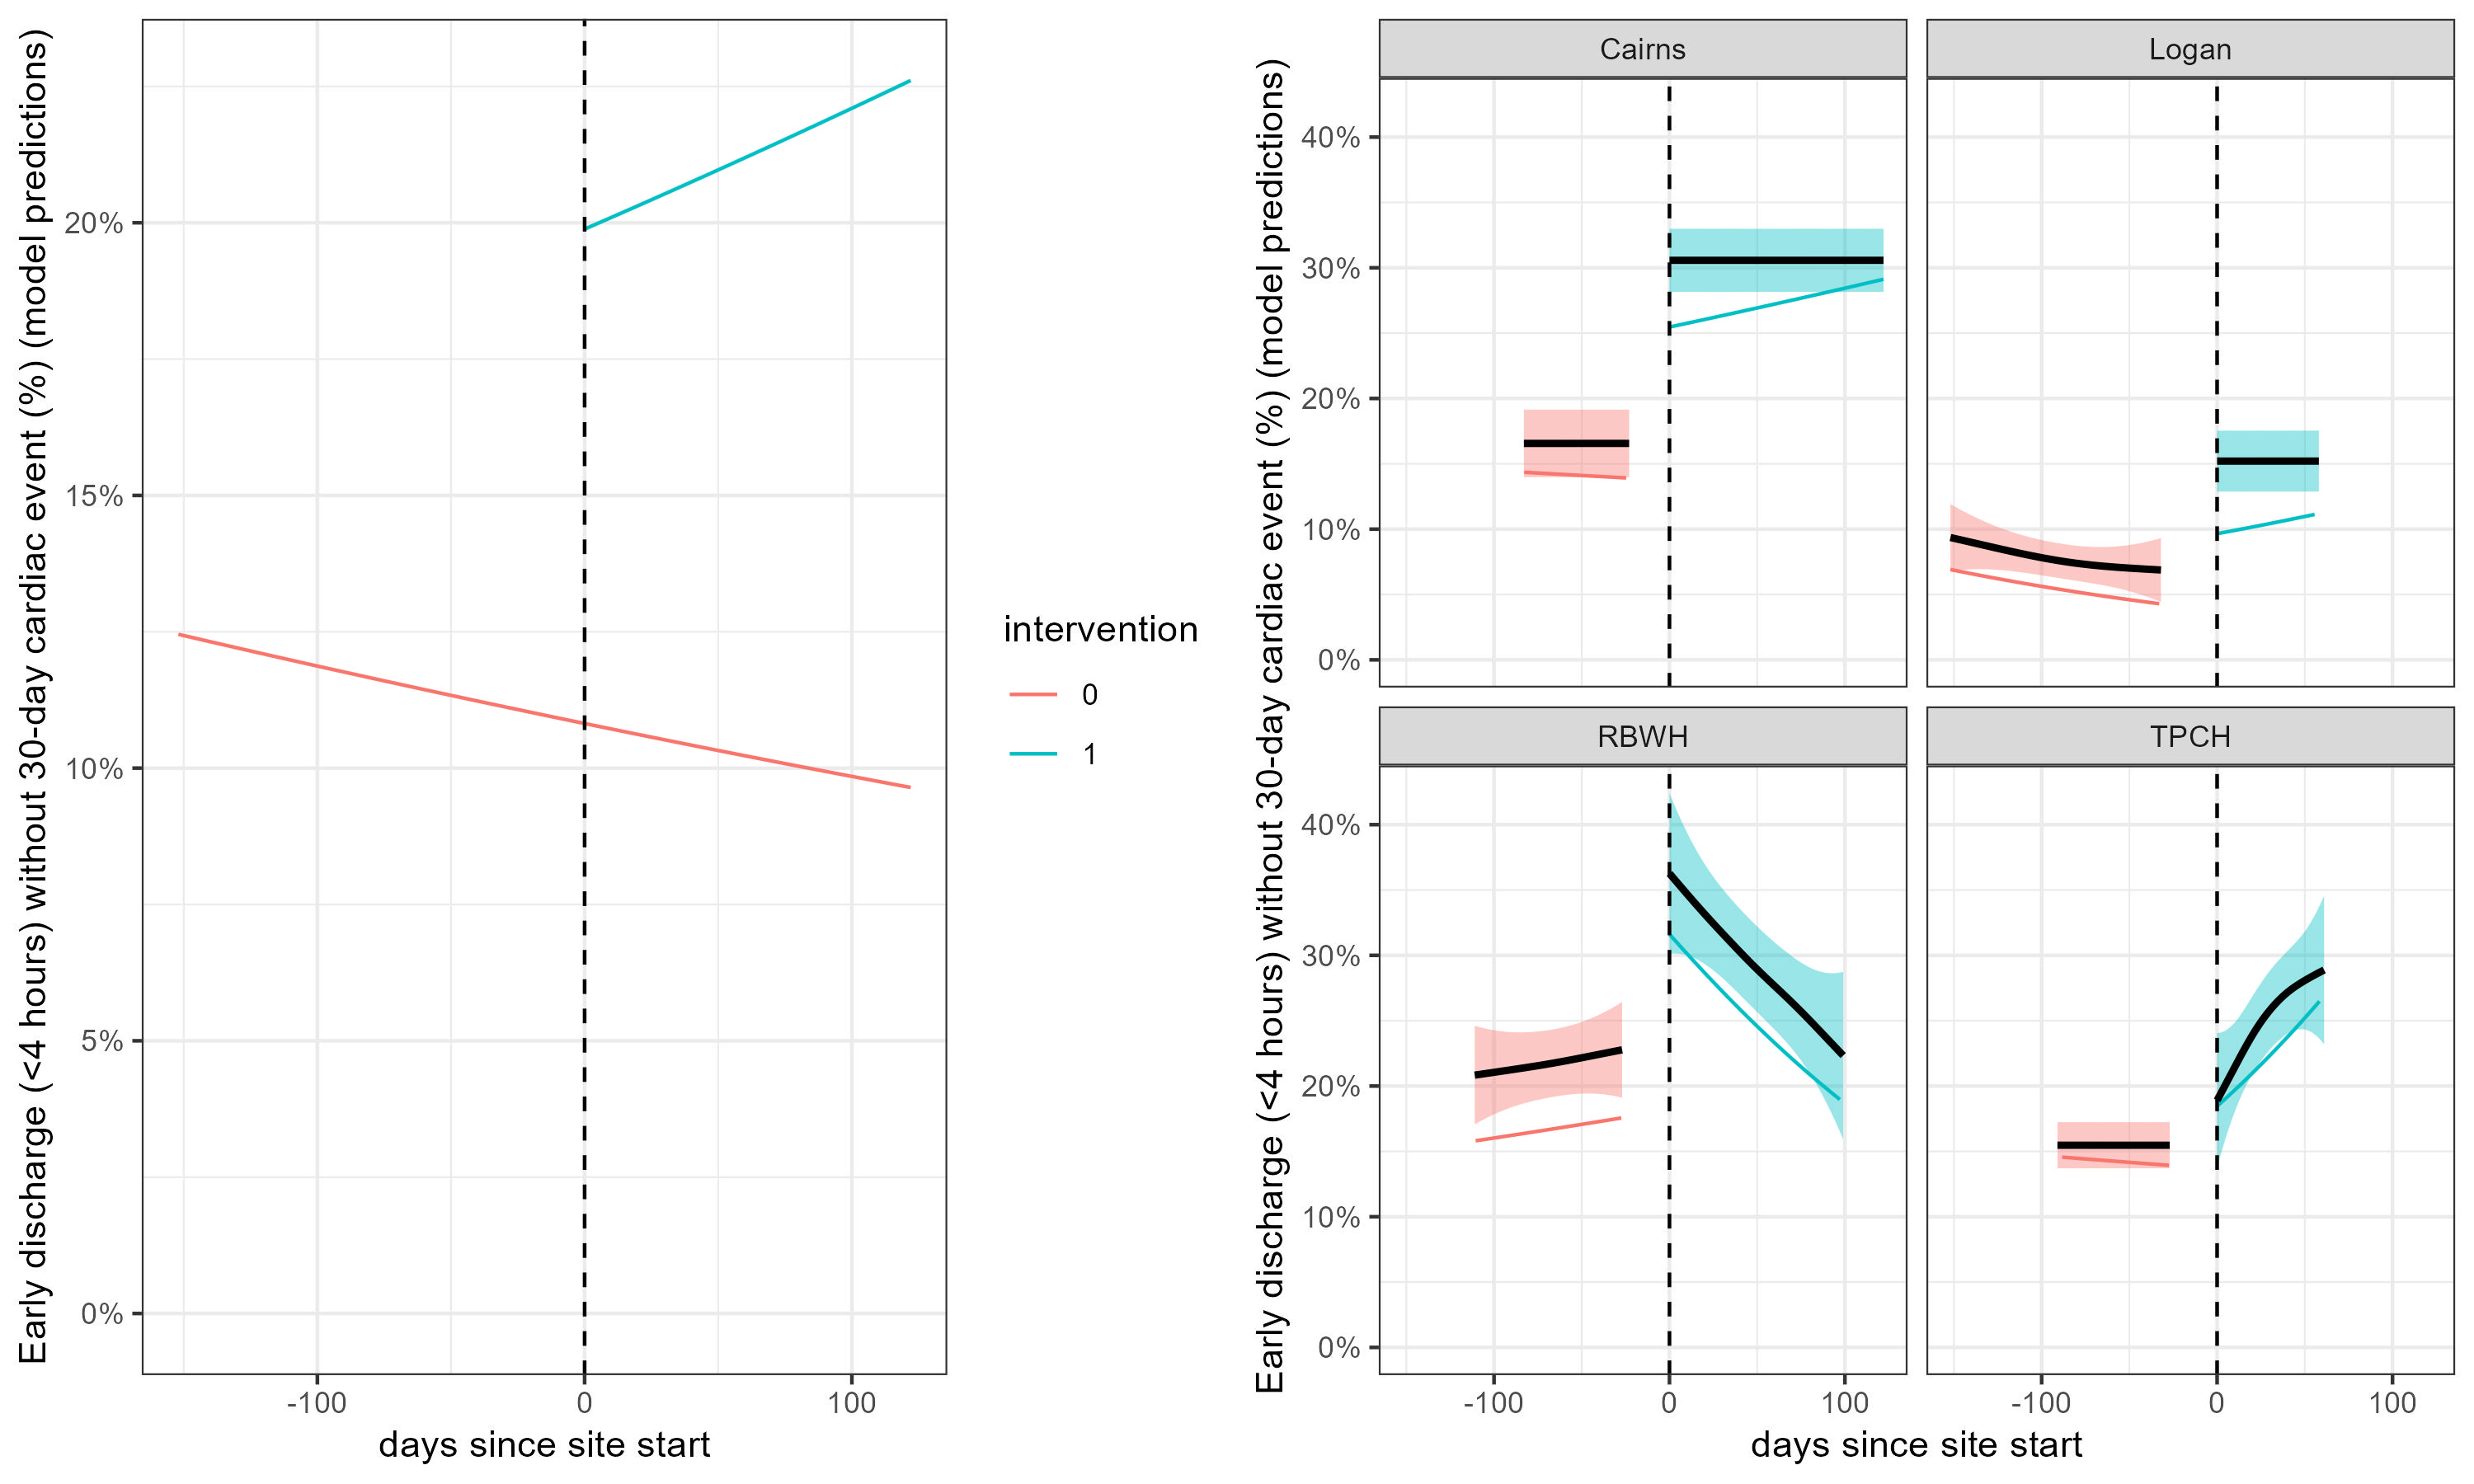 Early discharge (<4 hours) without 30-day cardiac event (%) (model predictions)
20%
15%
10%
5%
0%
-100
0
100
days since site start
intervention
0
1
Early discharge (<4 hours) without 30-day cardiac event (%) (model predictions)
Cairns
Logan
40%
30%
20%
10%
0%
RBWH
TPCH
40%
30%
20%
10%
0%
-100
0
100
-100
0
100
days since site start